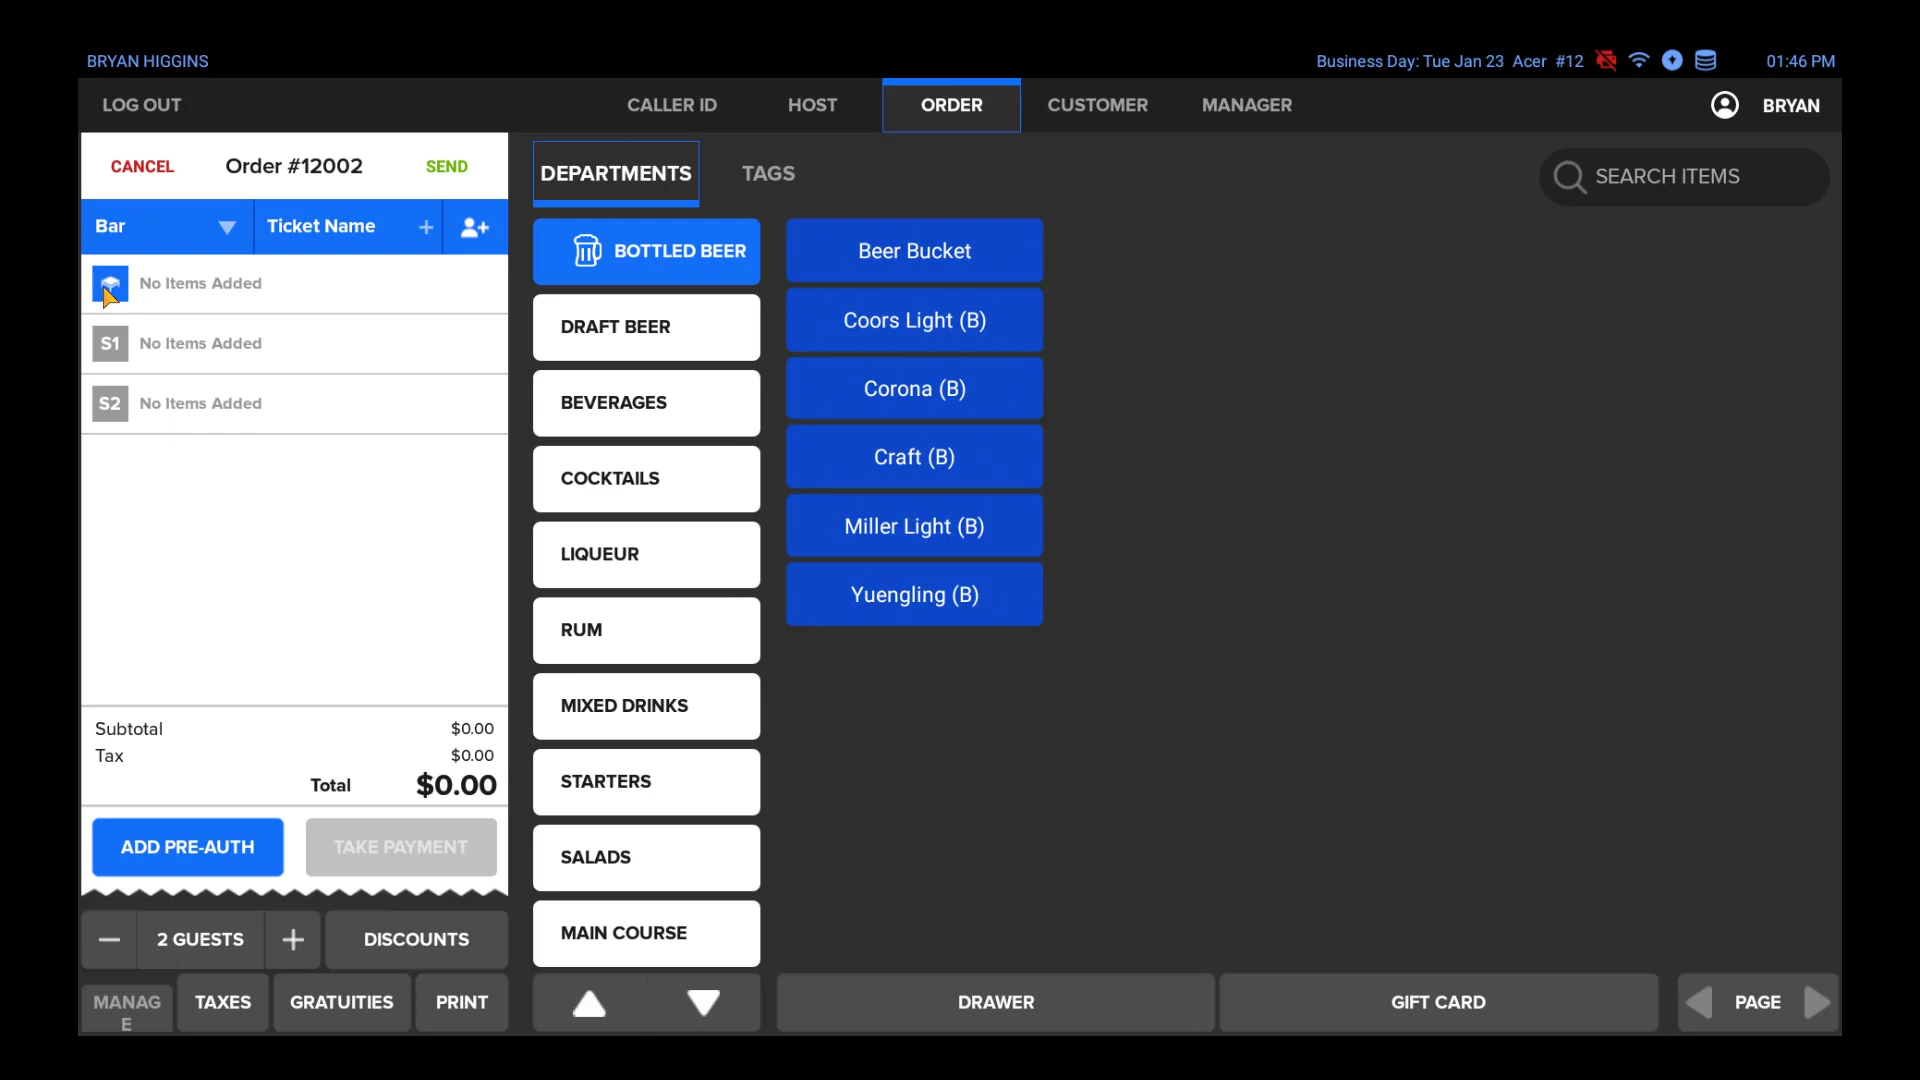 BRYAN HIGGINS
Business Day: Tue Jan 23 Acer #12 01:46 PM
LOG OUT CALLER ID HOST ORDER CUSTOMER MANAGER BRYAN
CANCEL Order #12002 SEND
DEPARTMENTS TAGS SEARCH ITEMS
Bar Ticket Name +
No Items Added
S1 No Items Added
S2 No Items Added
BOTTLED BEER
DRAFT BEER
BEVERAGES
COCKTAILS
LIQUEUR
RUM
MIXED DRINKS
STARTERS
SALADS
MAIN COURSE
Beer Bucket
Coors Light (B)
Corona (B)
Craft (B)
Miller Light (B)
Yuengling (B)
Subtotal $0.00
Tax $0.00
Total $0.00
ADD PRE-AUTH TAKE PAYMENT
— 2 GUESTS + DISCOUNTS
MANAG
E
TAXES GRATUITIES PRINT
DRAWER GIFT CARD PAGE